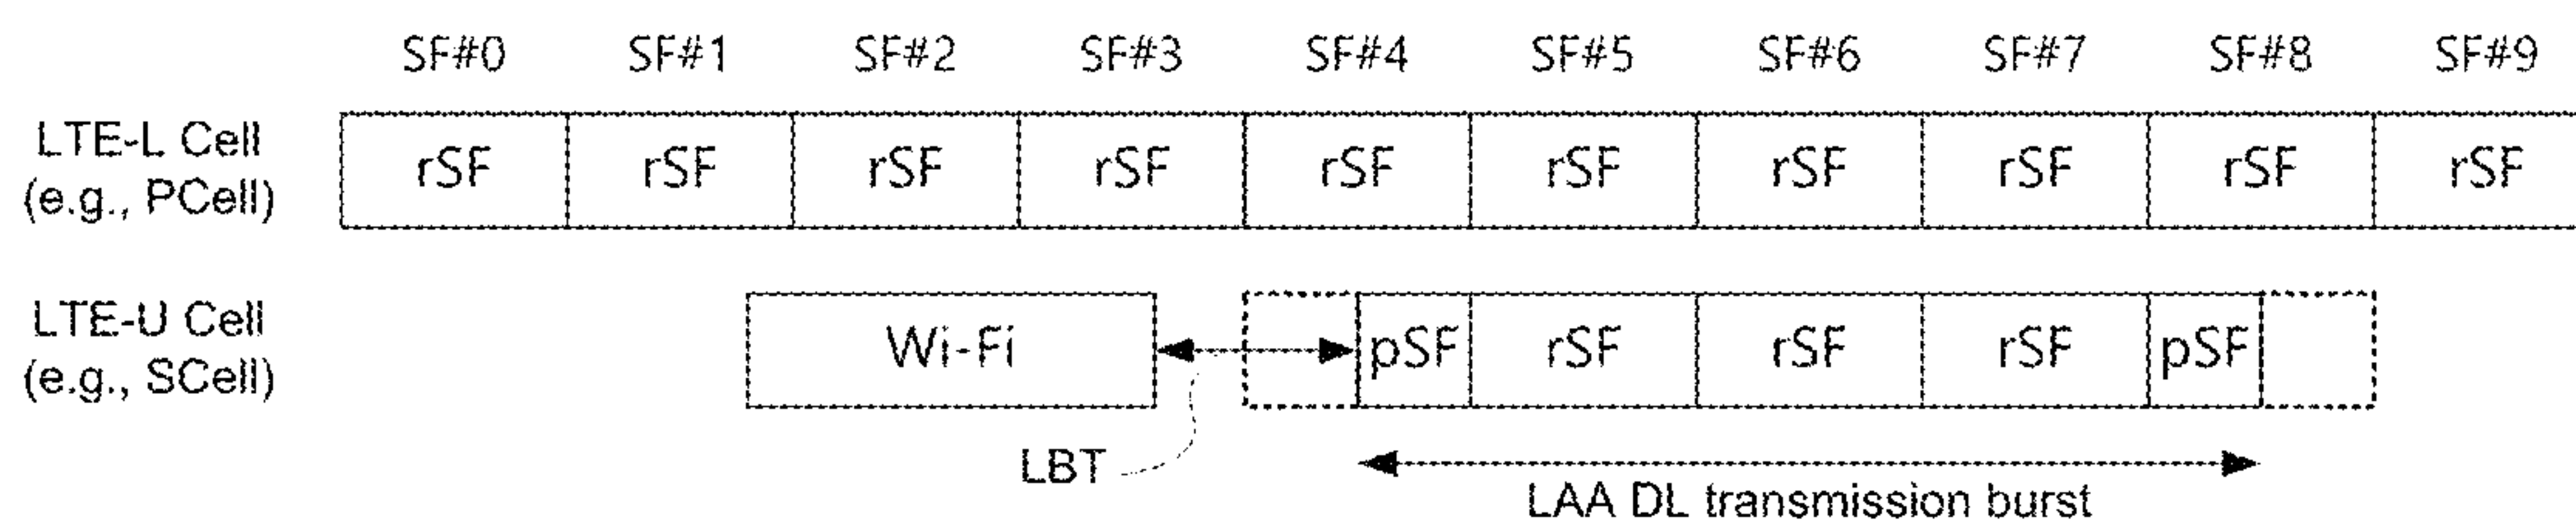 SF#0 SF#1 SF#2 SF#3 SF#4 SF#5 SF#6 SF#7 SF#8 SF#9
LTE-L Cell
(e.g., PCell)
rSF rSF rSF rSF rSF rSF rSF rSF rSF rSF
LTE-U Cell
(e.g., SCell)
Wi-Fi pSF rSF rSF rSF pSF
LBT
LAA DL transmission burst